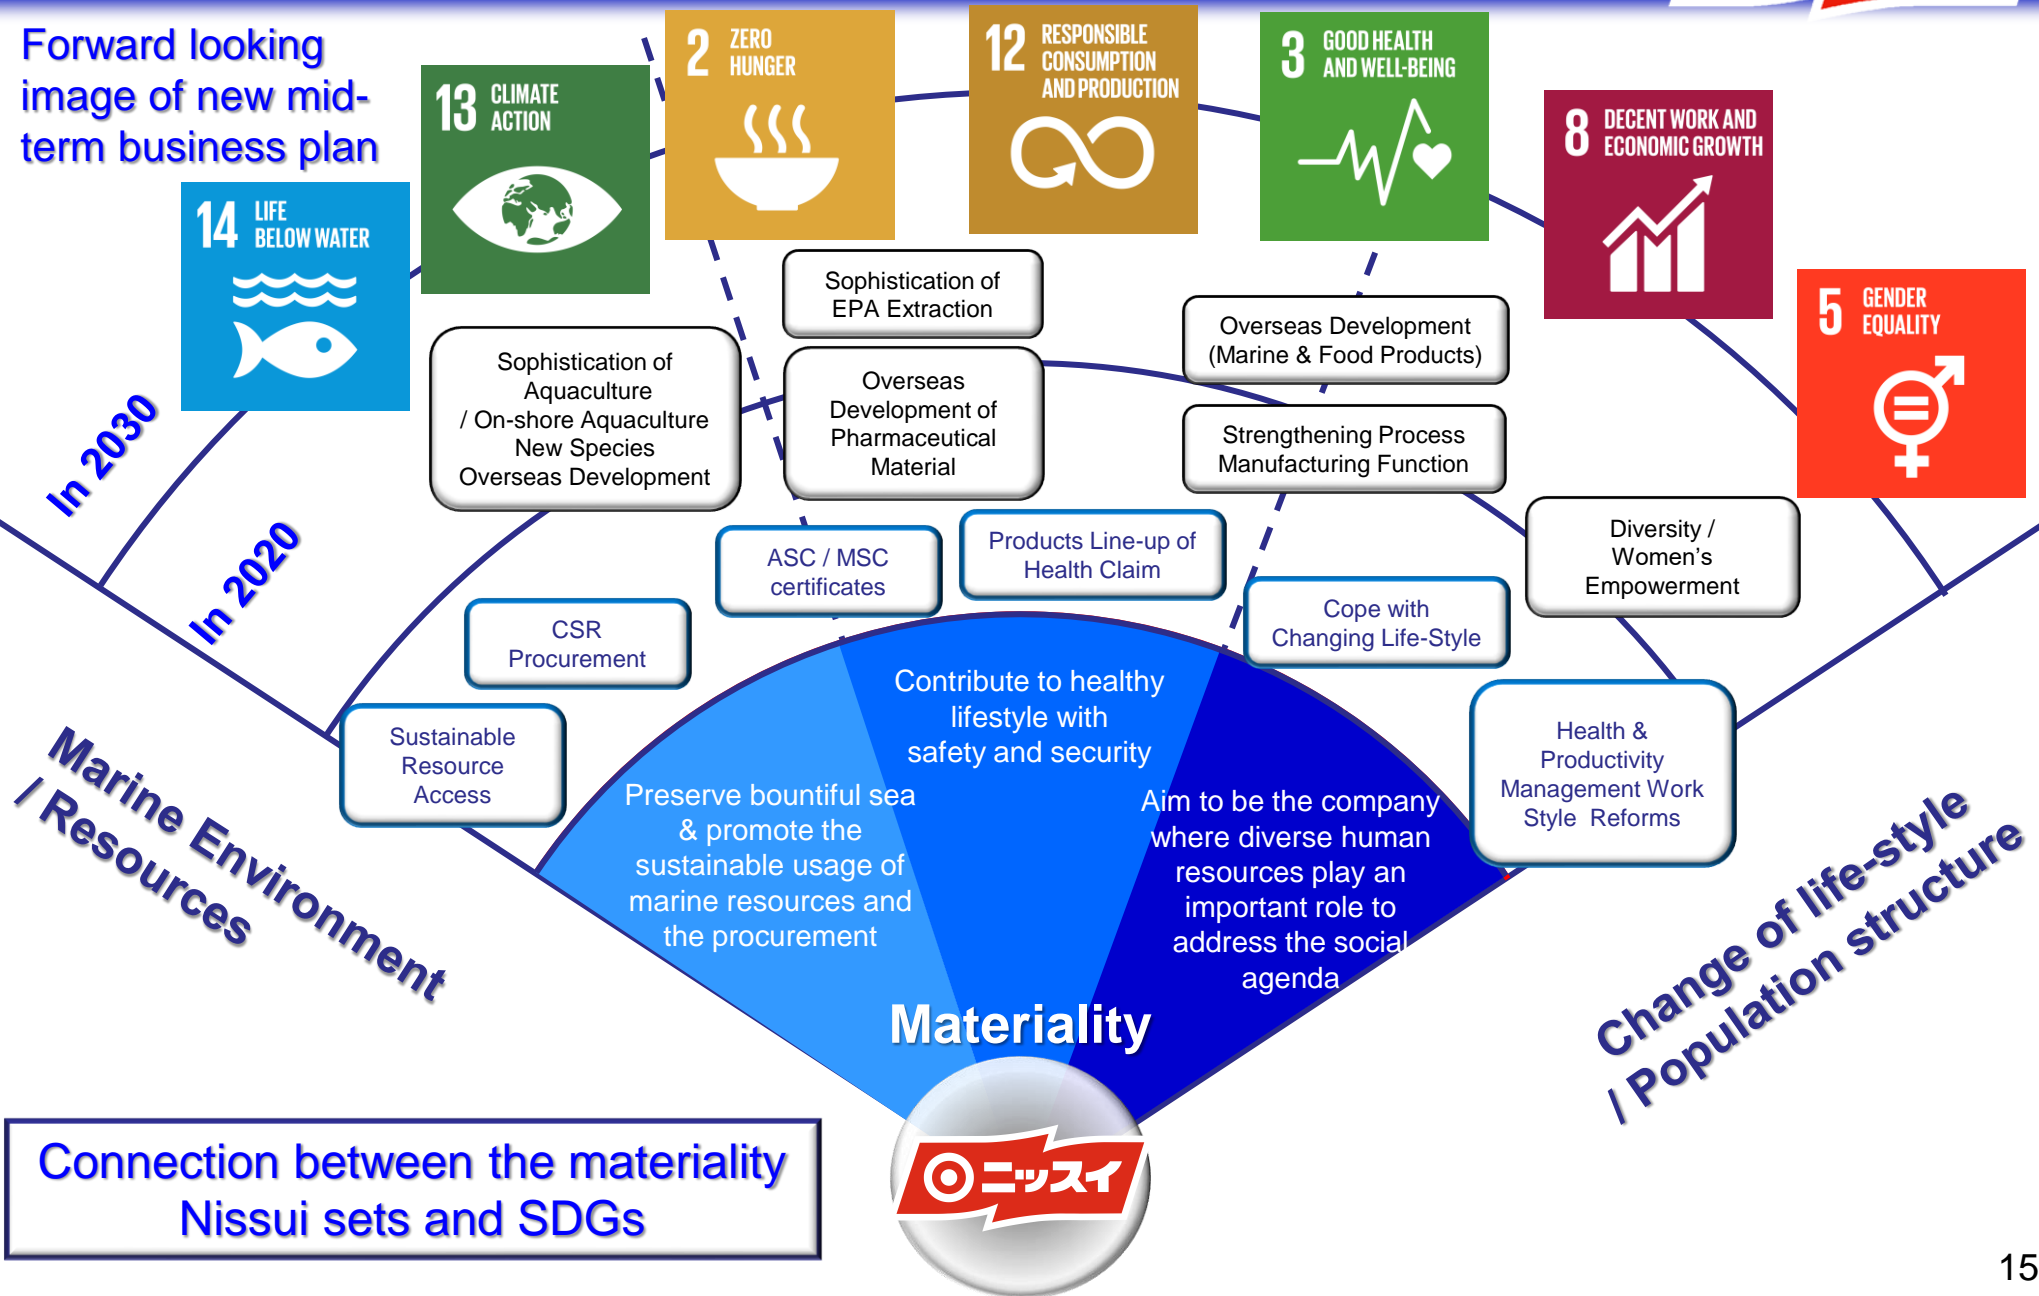 Forward looking
image of new mid-
term business plan
14 LIFE
BELOW WATER
13 CLIMATE
ACTION
2 ZERO
HUNGER
12 RESPONSIBLE
CONSUMPTION
AND PRODUCTION
3 GOOD HEALTH
AND WELL-BEING
8 DECENT WORK AND
ECONOMIC GROWTH
5 GENDER
EQUALITY
In 2030
In 2020
Sophistication of
EPA Extraction
Sophistication of
Aquaculture
/ On-shore Aquaculture
New Species
Overseas Development
Overseas
Development of
Pharmaceutical
Material
Overseas Development
(Marine & Food Products)
Strengthening Process
Manufacturing Function
Diversity /
Women's
Empowerment
ASC / MSC
certificates
Products Line-up of
Health Claim
CSR
Procurement
Cope with
Changing Life-Style
Sustainable
Resource
Access
Health &
Productivity
Management Work
Style Reforms
Marine Environment
/ Resources
Change of life-style
/ Population structure
Preserve bountiful sea
& promote the
sustainable usage of
marine resources and
the procurement
Contribute to healthy
lifestyle with
safety and security
Aim to be the company
where diverse human
resources play an
important role to
address the social
agenda
Materiality
ニッスイ
Connection between the materiality
Nissui sets and SDGs
15